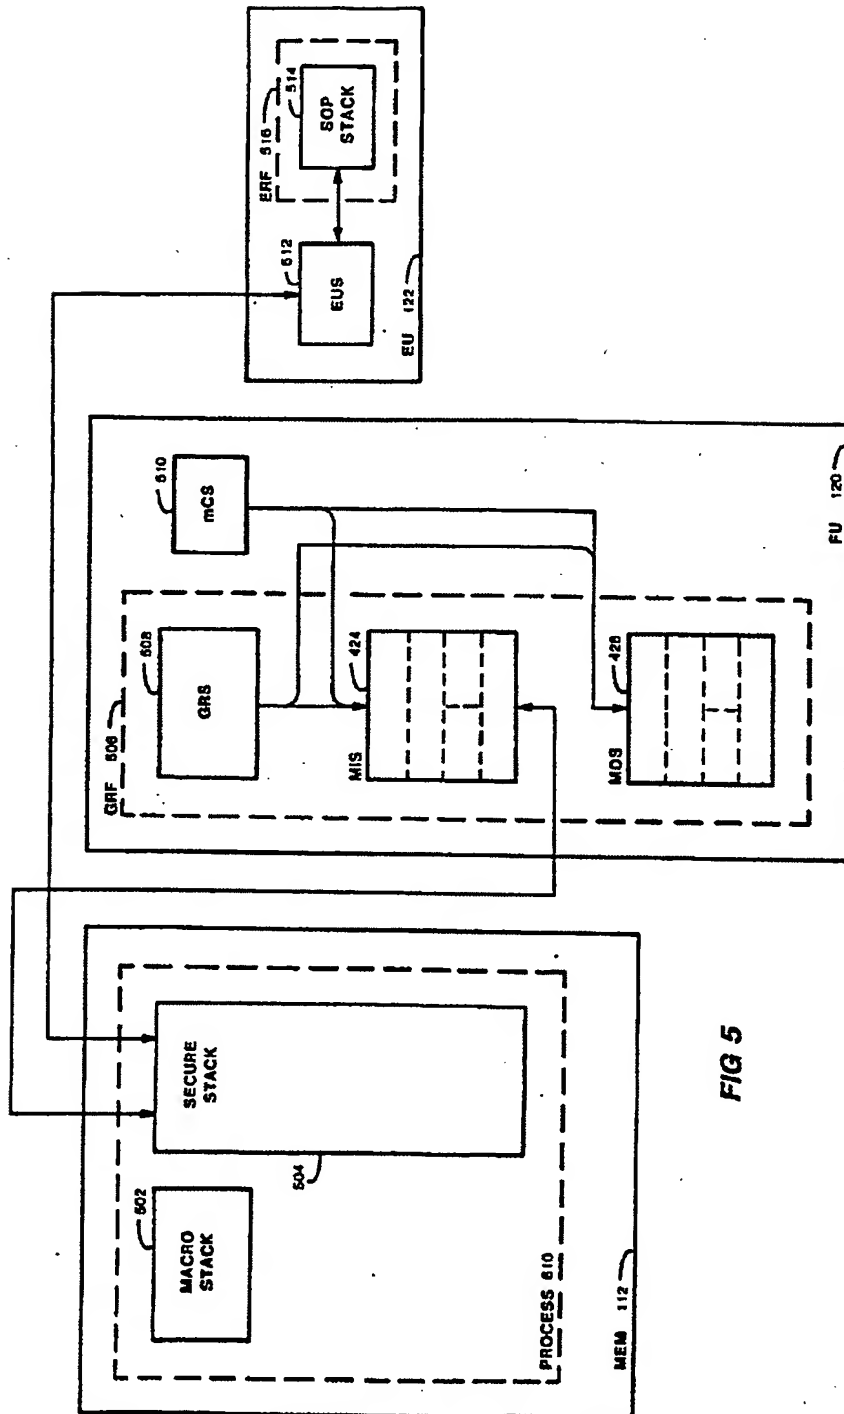 502
MACRO
STACK
SECURE
STACK
504
PROCESS 610
MEM 112
GRF 506
508
GRS
510
mCS
MIS
424
MOS
FU 120
512
EUS
ERF 516
514
SOP
STACK
EU 122
FIG 5